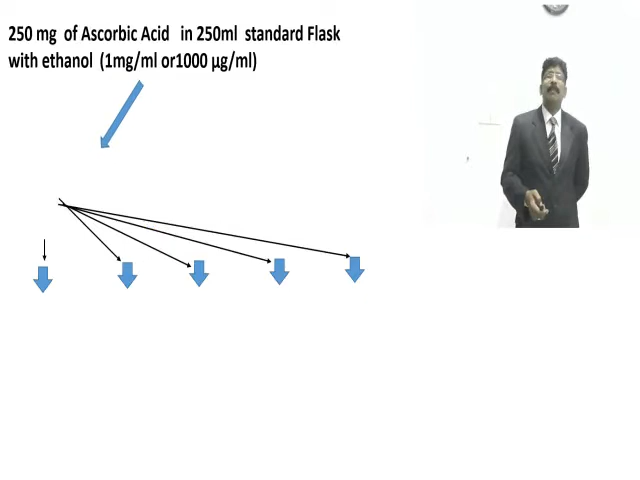 250 mg of Ascorbic Acid in 250ml standard Flask
with ethanol (1mg/ml or1000 µg/ml)